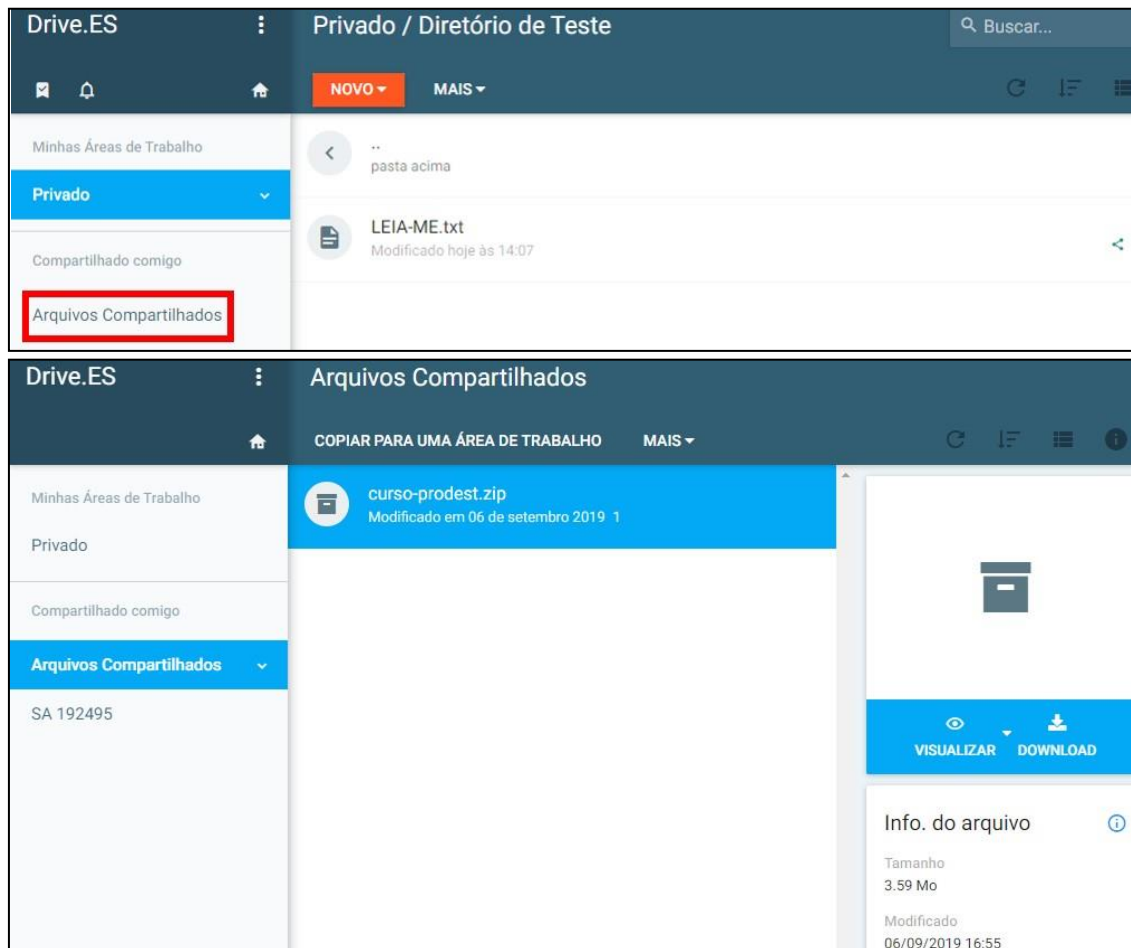 Drive.ES
Privado / Diretório de Teste
Buscar...
NOVO
MAIS
Minhas Áreas de Trabalho
Privado
Compartilhado comigo
Arquivos Compartilhados
..
pasta acima
LEIA-ME.txt
Modificado hoje às 14:07
Drive.ES
Arquivos Compartilhados
COPIAR PARA UMA ÁREA DE TRABALHO
MAIS
Minhas Áreas de Trabalho
Privado
Compartilhado comigo
Arquivos Compartilhados
SA 192495
curso-prodest.zip
Modificado em 06 de setembro 2019 1
VISUALIZAR
DOWNLOAD
Info. do arquivo
Tamanho
3.59 Mo
Modificado
06/09/2019 16:55